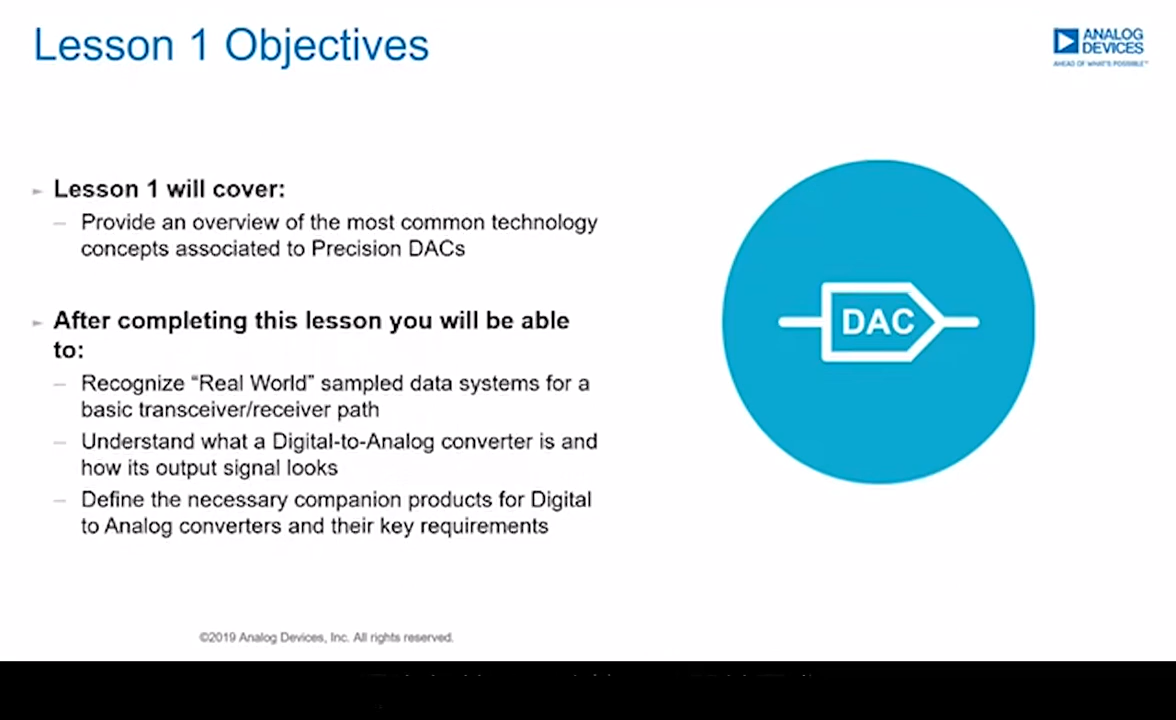 Lesson 1 Objectives
ANALOG
DEVICES
AHEAD OF WHAT'S POSSIBLE™
Lesson 1 will cover:
– Provide an overview of the most common technology
concepts associated to Precision DACs
After completing this lesson you will be able
to:
– Recognize “Real World” sampled data systems for a
basic transceiver/receiver path
– Understand what a Digital-to-Analog converter is and
how its output signal looks
– Define the necessary companion products for Digital
to Analog converters and their key requirements
DAC
©2019 Analog Devices, Inc. All rights reserved.